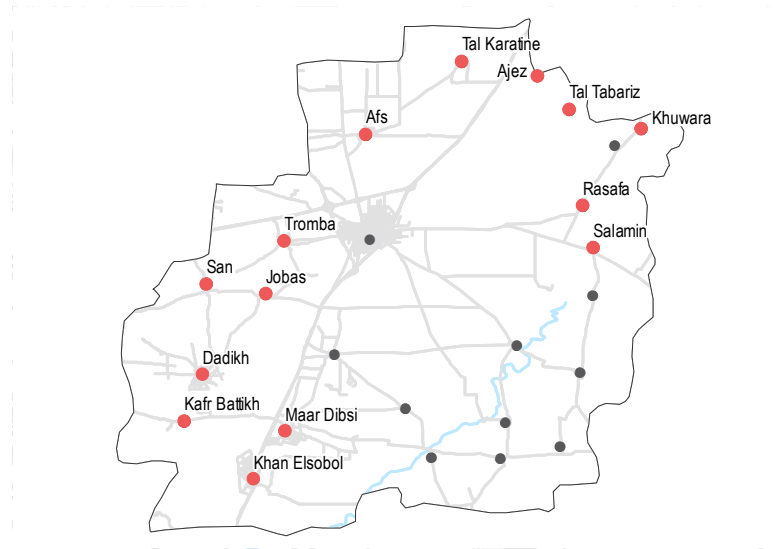 Tal Karatine
Ajez
Tal Tabariz
Khuwara
Afs
Rasafa
Tromba
Salamin
San
Jobas
Dadikh
Kafr Battikh
Maar Dibsi
Khan Elsobol